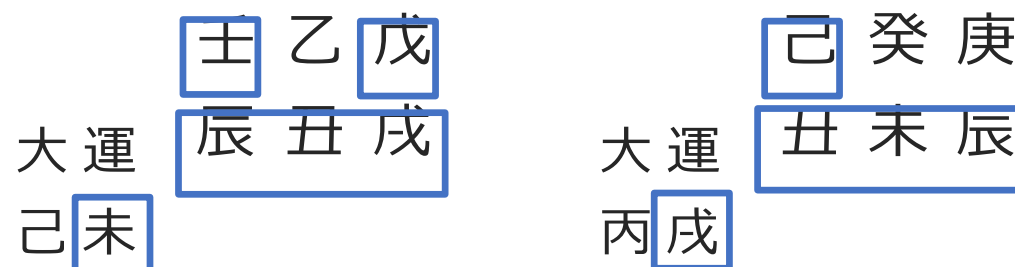 壬 乙 戊
辰 丑 戌
大 運
己 未
己 癸 庚
丑 未 辰
大 運
丙 戌